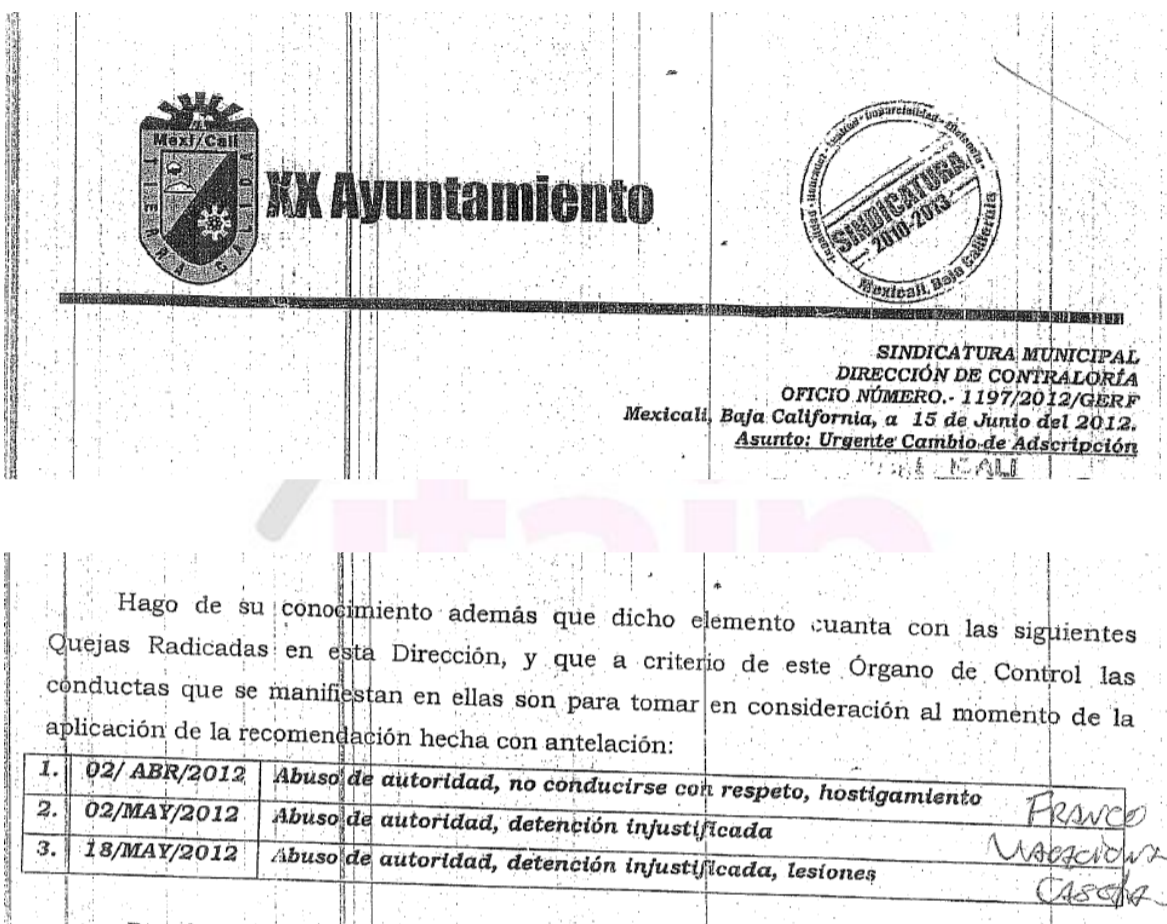 Mexi/Cali
TIERRA CALIDA
XX Ayuntamiento
SINDICATURA
2010-2013
Mexicali, Baja California
SINDICATURA MUNICIPAL
DIRECCIÓN DE CONTRALORÍA
OFICIO NÚMERO.- 1197/2012/GERF
Mexicali, Baja California, a 15 de Junio del 2012.
Asunto: Urgente Cambio de Adscripción
Hago de su conocimiento además que dicho elemento cuanta con las siguientes
Quejas Radicadas en esta Dirección, y que a criterio de este Órgano de Control las
conductas que se manifiestan en ellas son para tomar en consideración al momento de la
aplicación de la recomendación hecha con antelación:
1. 02/ABR/2012 Abuso de autoridad, no conducirse con respeto, hostigamiento
2. 02/MAY/2012 Abuso de autoridad, detención injustificada
3. 18/MAY/2012 Abuso de autoridad, detención injustificada, lesiones
FRANCO